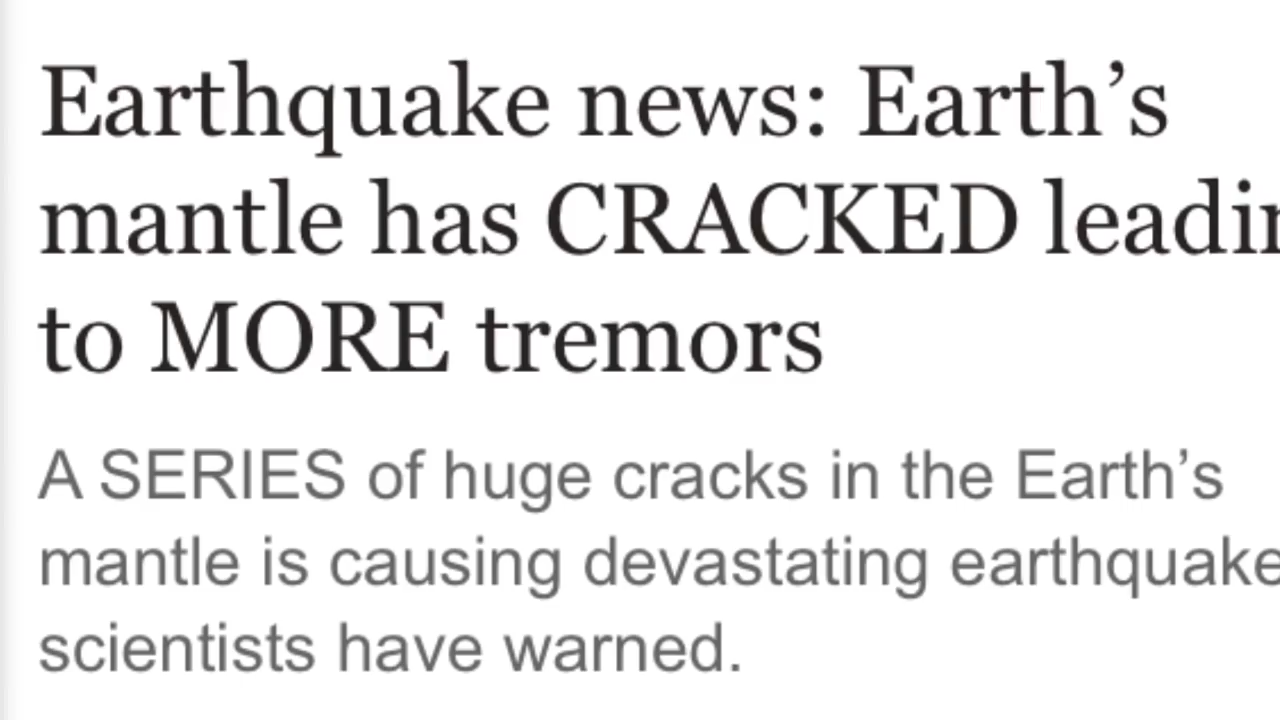 Earthquake news: Earth’s
mantle has CRACKED leadin
to MORE tremors
A SERIES of huge cracks in the Earth’s
mantle is causing devastating earthquake
scientists have warned.